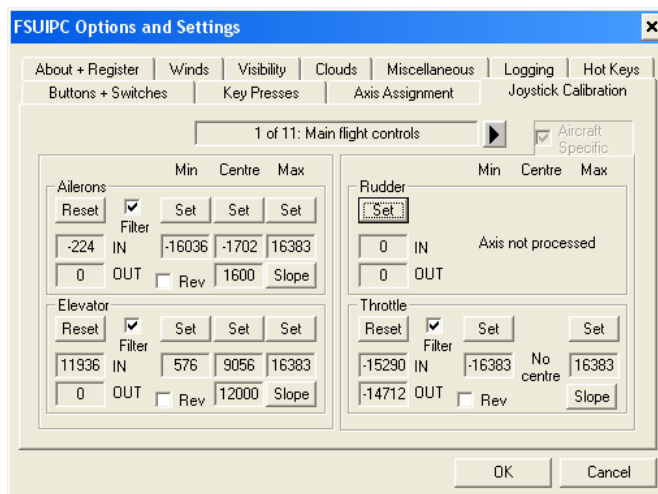 FSUIPC Options and Settings
About + Register Winds Visibility Clouds Miscellaneous Logging Hot Keys
Buttons + Switches Key Presses Axis Assignment Joystick Calibration
1 of 11: Main flight controls
Aircraft Specific
Min Centre Max
Ailerons
Reset Filter Set Set Set
-224 IN -16036 -1702 16383
0 OUT Rev 1600 Slope
Elevator
Reset Filter Set Set Set
11936 IN 576 9056 16383
0 OUT Rev 12000 Slope
Min Centre Max
Rudder
Set
0 IN Axis not processed
0 OUT
Throttle
Reset Filter Set Set
-15290 IN -16383 No centre 16383
-14712 OUT Rev Slope
OK Cancel